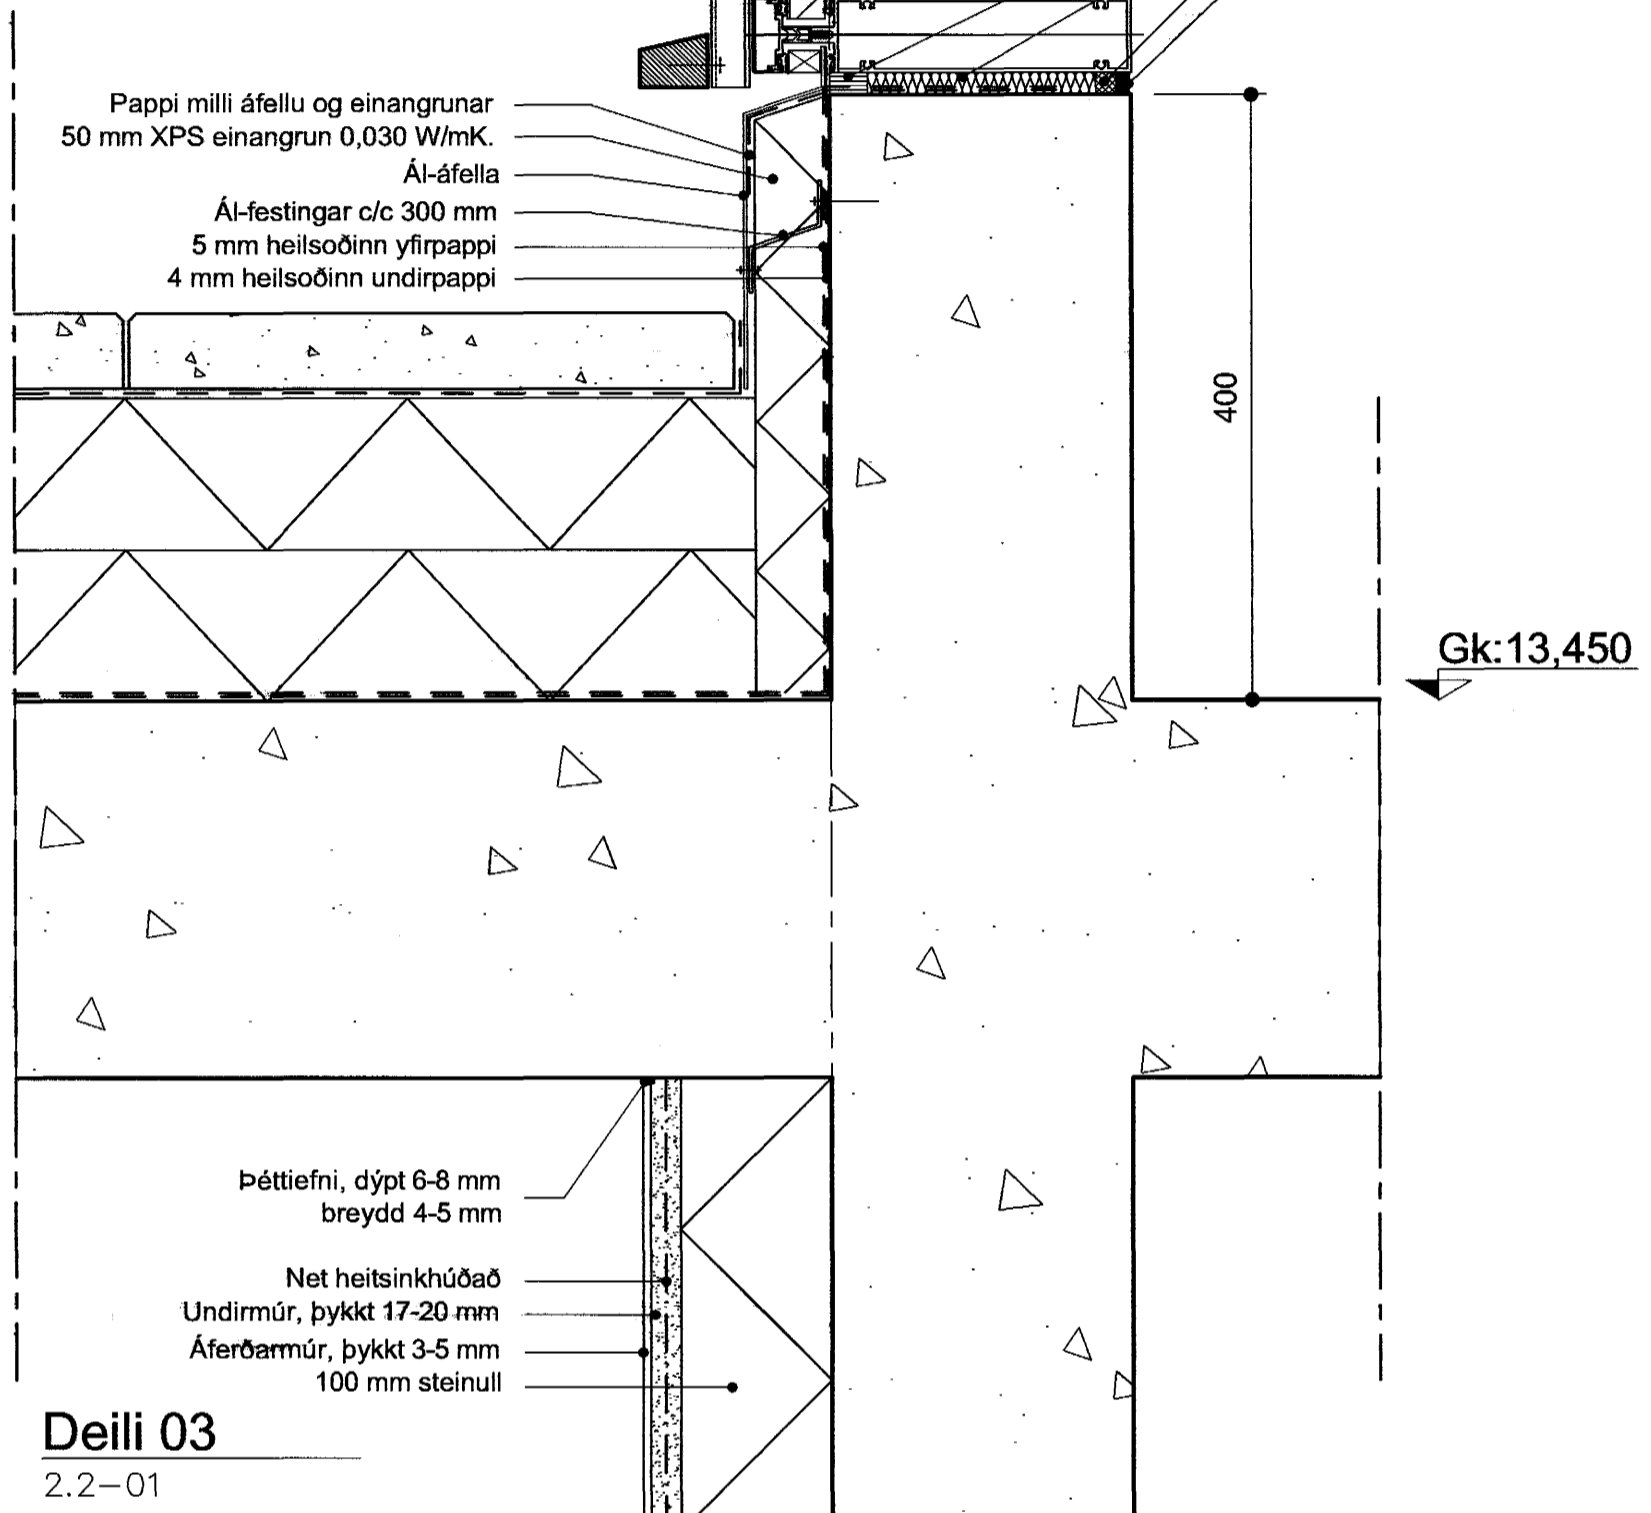 Pappi milli áfellu og einangrunar
50 mm XPS einangrun 0,030 W/mK.
Ál-áfella
Ál-festingar c/c 300 mm
5 mm heilsoðinn yfirpappi
4 mm heilsoðinn undirpappi
400
Gk:13,450
Þéttiefni, dýpt 6-8 mm
breydd 4-5 mm
Net heitsinkhúðað
Undirmúr, þykkt 17-20 mm
Áferðarmúr, þykkt 3-5 mm
100 mm steinull
Deili 03
2.2-01